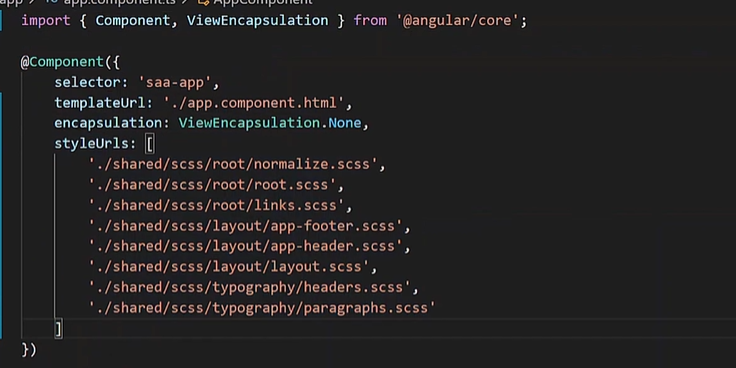 app.component.ts > AppComponent
import { Component, ViewEncapsulation } from '@angular/core';
@Component({
selector: 'saa-app',
templateUrl: './app.component.html',
encapsulation: ViewEncapsulation.None,
styleUrls: [
'./shared/scss/root/normalize.scss',
'./shared/scss/root/root.scss',
'./shared/scss/root/links.scss',
'./shared/scss/layout/app-footer.scss',
'./shared/scss/layout/app-header.scss',
'./shared/scss/layout/layout.scss',
'./shared/scss/typography/headers.scss',
'./shared/scss/typography/paragraphs.scss'
]
})